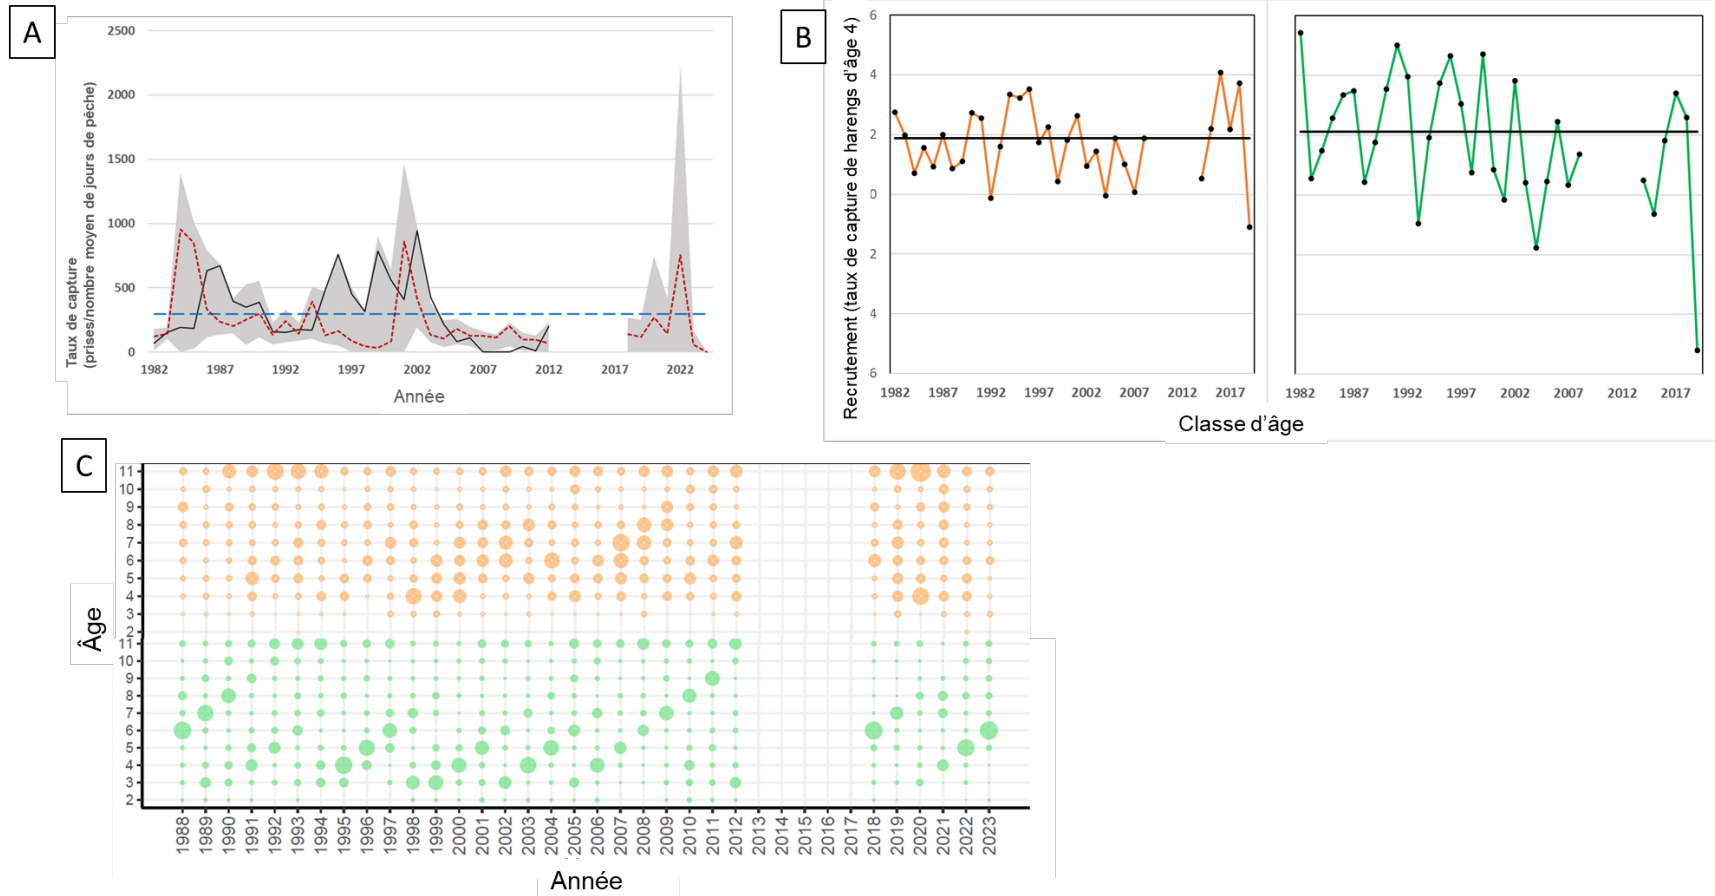 A
Taux de capture
(prises/nombre moyen de jours de pêche)
2500
2000
1500
1000
500
0
1982 1987 1992 1997 2002 2007 2012 2017 2022
Année
B
Recrutement (taux de capture de harengs d'âge 4)
6
4
2
0
2
4
6
1982 1987 1992 1997 2002 2007 2012 2017
1982 1987 1992 1997 2002 2007 2012 2017
Classe d'âge
C
Âge
11
10
9
8
7
6
5
4
3
2
11
10
9
8
7
6
5
4
3
2
1988 1989 1990 1991 1992 1993 1994 1995 1996 1997 1998 1999 2000 2001 2002 2003 2004 2005 2006 2007 2008 2009 2010 2011 2012 2013 2014 2015 2016 2017 2018 2019 2020 2021 2022 2023
Année